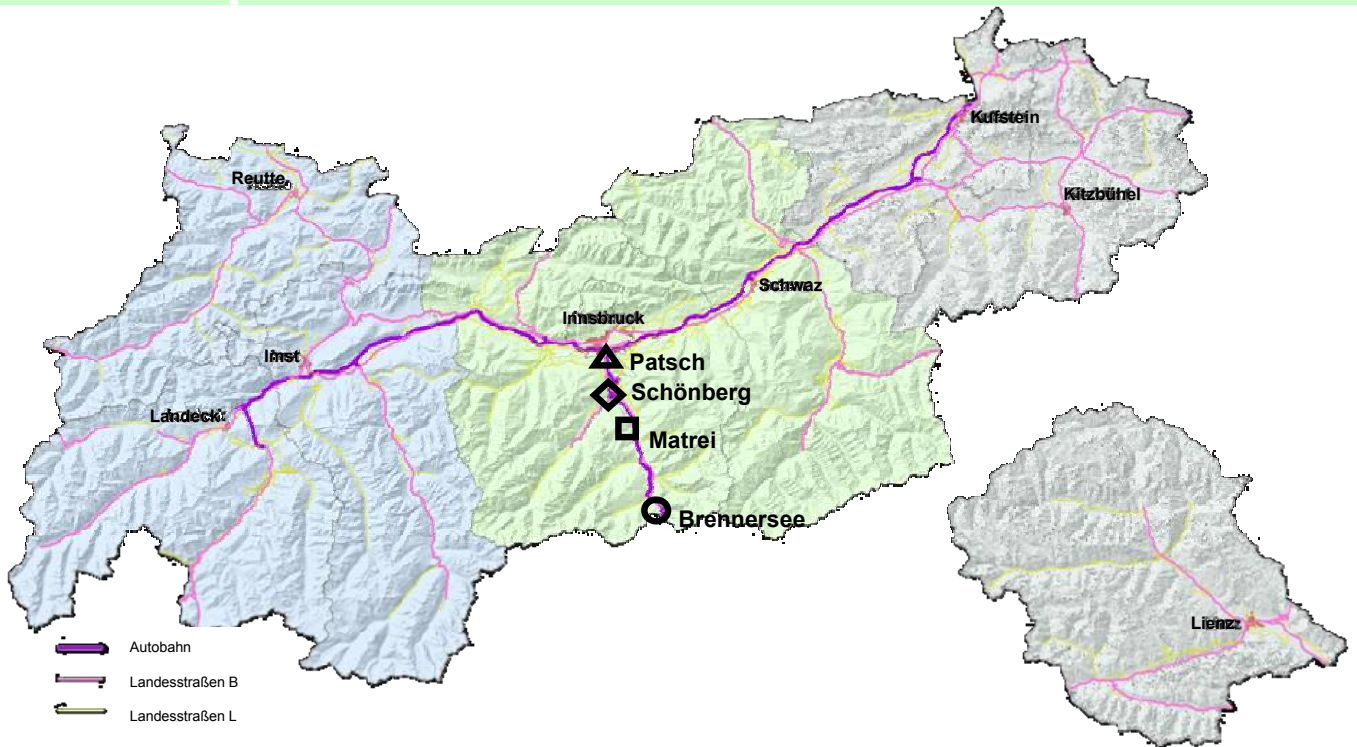 Kufstein
Reutte
Kitzbühel
Schwaz
Innsbruck
Imst
Patsch
Schönberg
Landeck
Matrei
Brennersee
Lienz
Autobahn
Landesstraßen B
Landesstraßen L